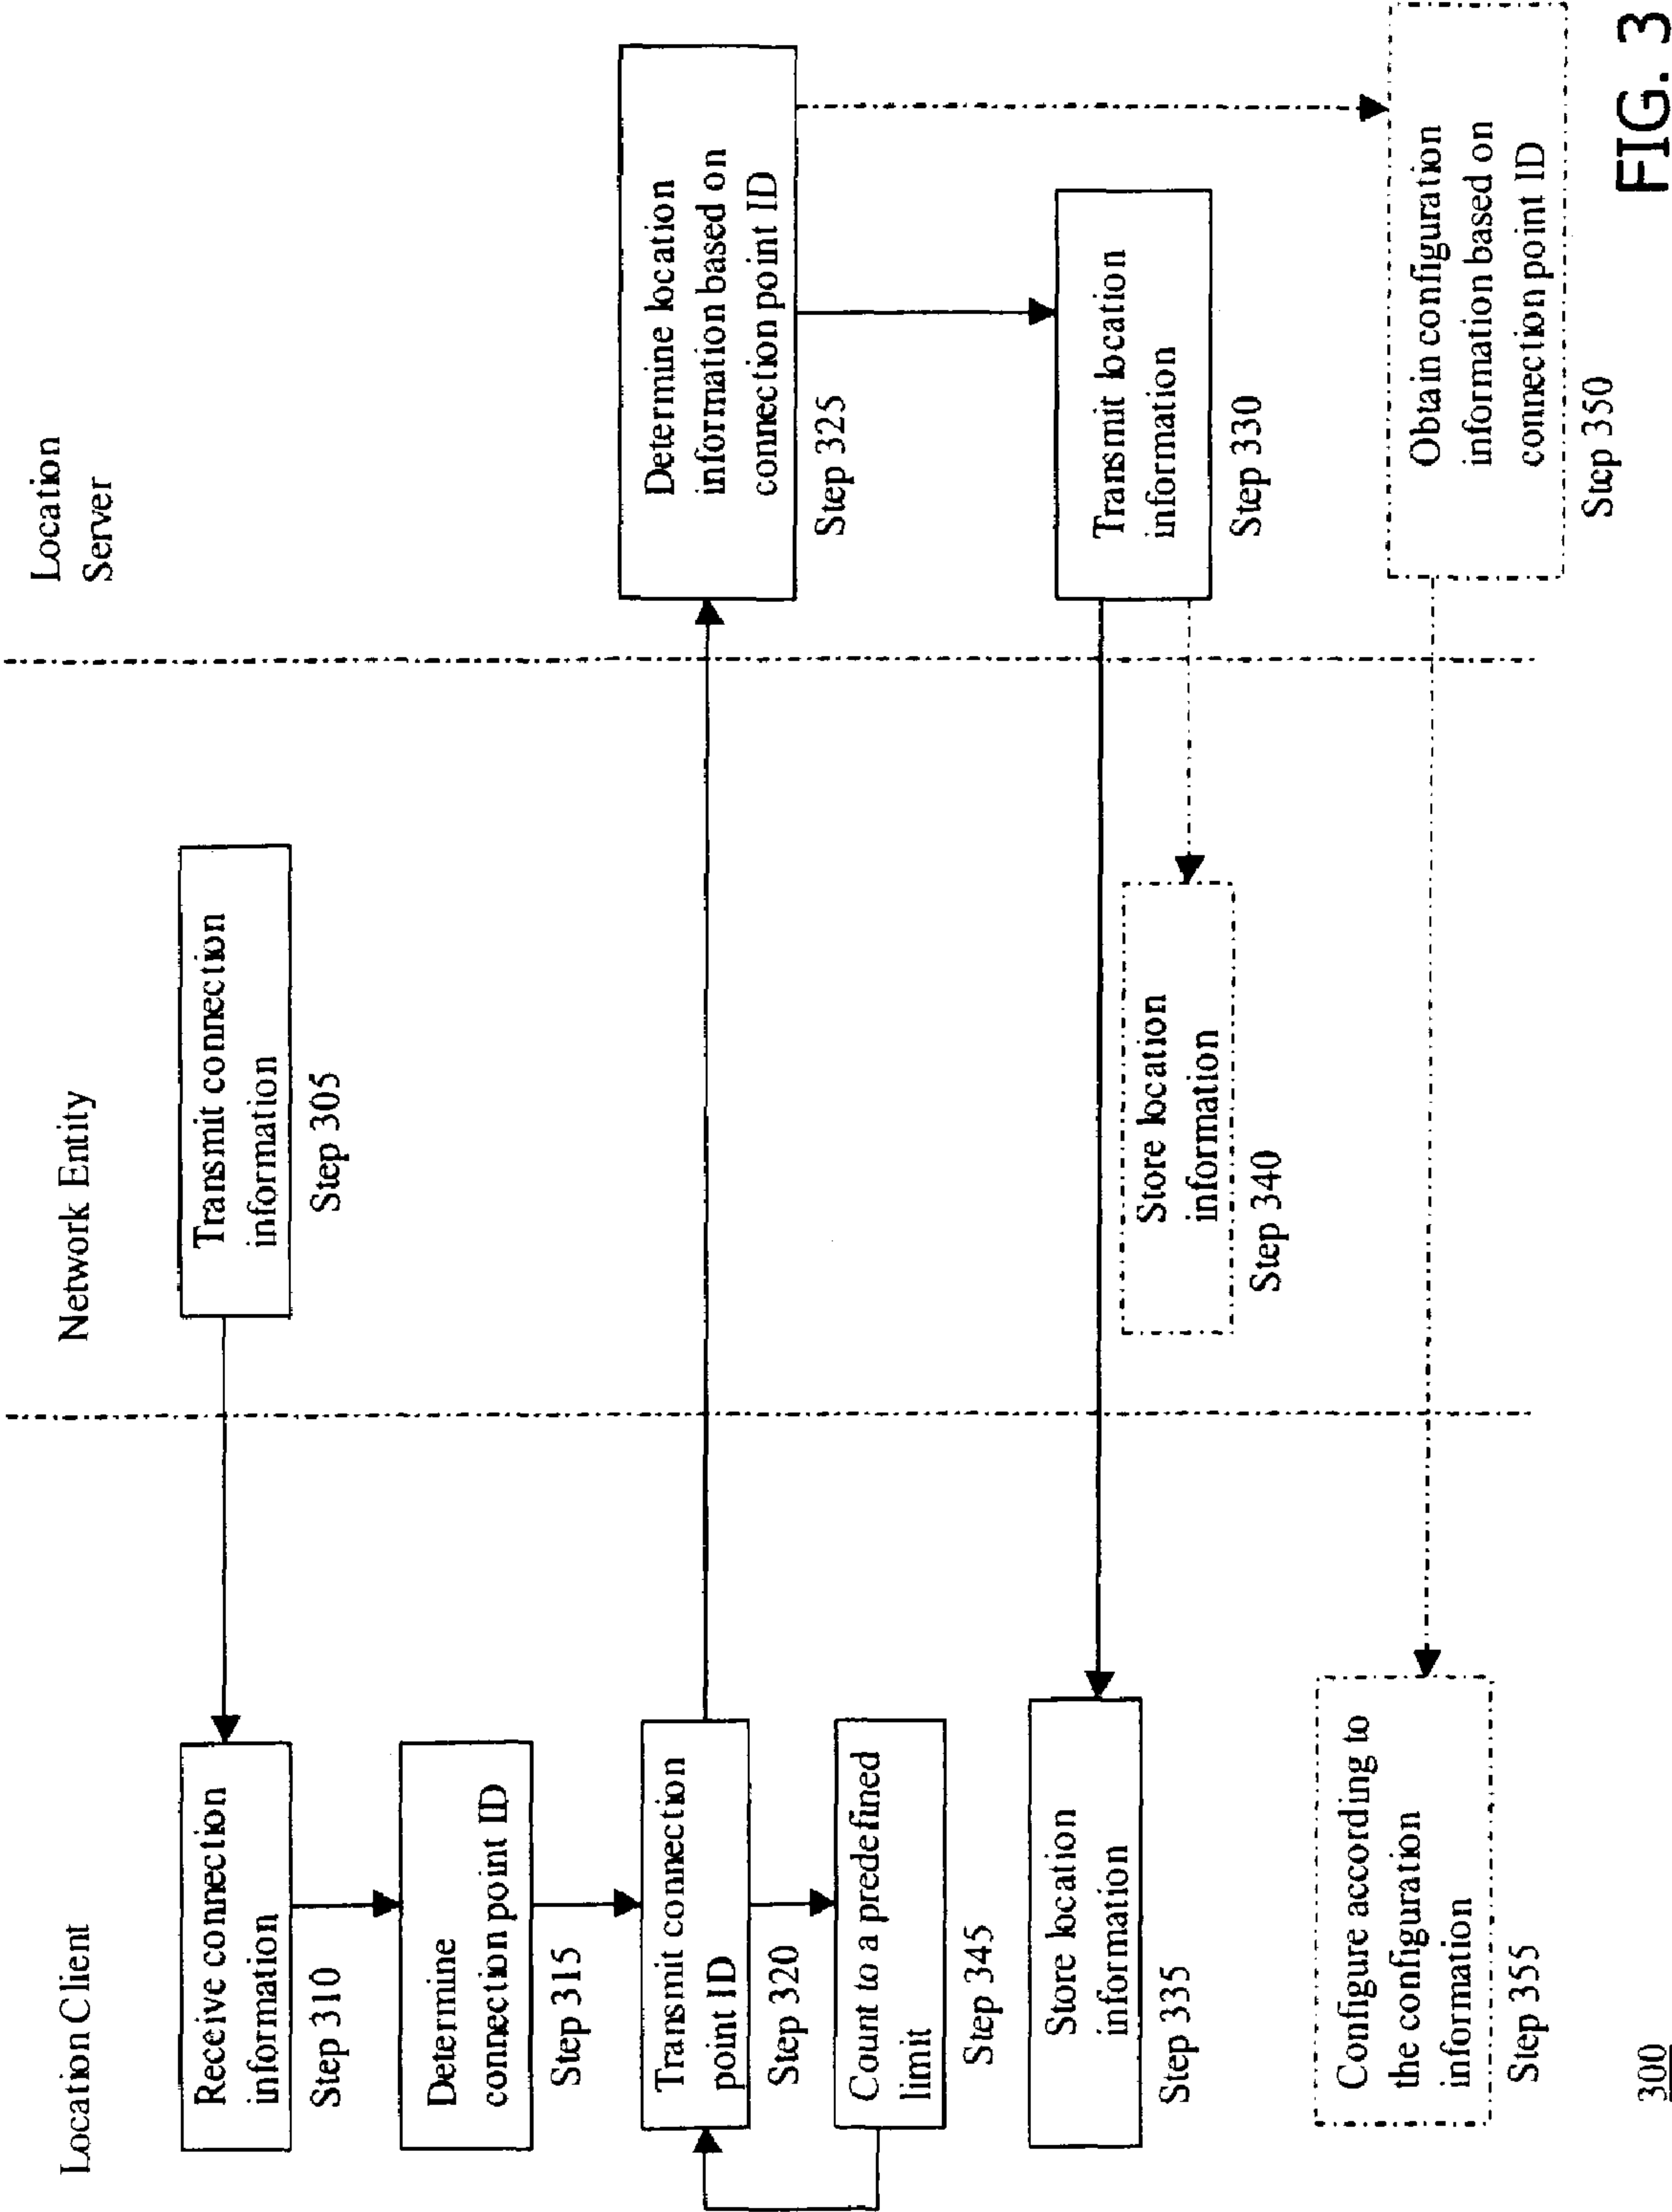 Location Client
Network Entity
Location
Server
Transmit connection
information
Step 305
Receive connection
information
Step 310
Determine
connection point ID
Step 315
Transmit connection
point ID
Step 320
Count to a predefined
limit
Step 345
Determine location
information based on
connection point ID
Step 325
Transmit location
information
Step 330
Store location
information
Step 335
Store location
information
Step 340
Obtain configuration
information based on
connection point ID
Step 350
Configure according to
the configuration
information
Step 355
300
FIG. 3